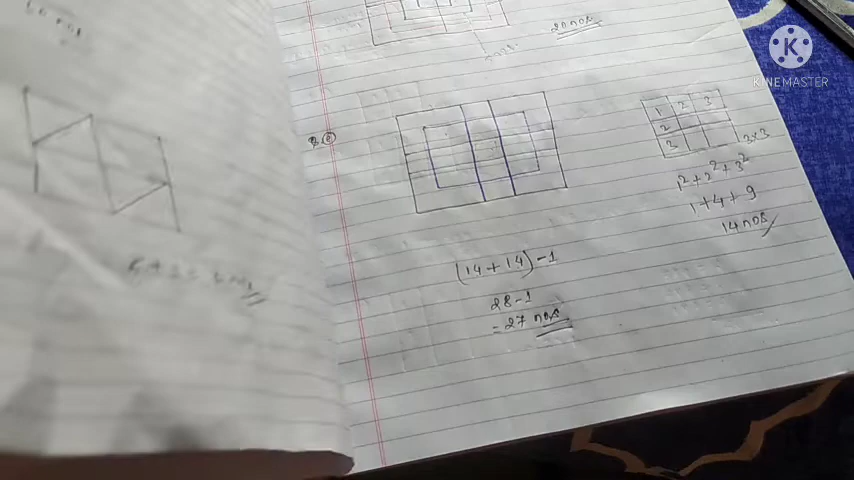 20 nos
K
KINEMASTER
1 2 3
2
3
3x3
1² + 2² + 3²
1 + 4 + 9
14 nos
(14 + 14) - 1
28 - 1
= 27 nos